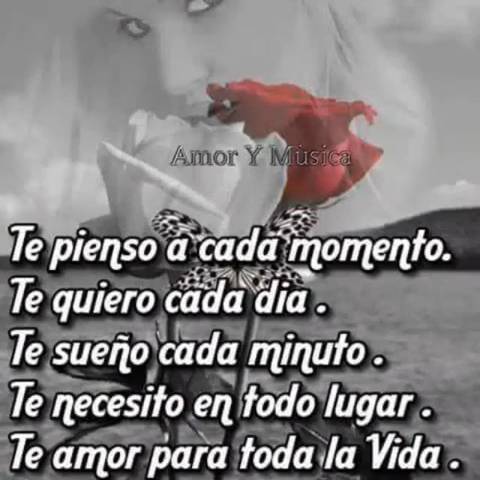 Amor Y Música
Te pienso a cada momento.
Te quiero cada dia .
Te sueño cada minuto .
Te necesito en todo lugar .
Te amor para toda la Vida .